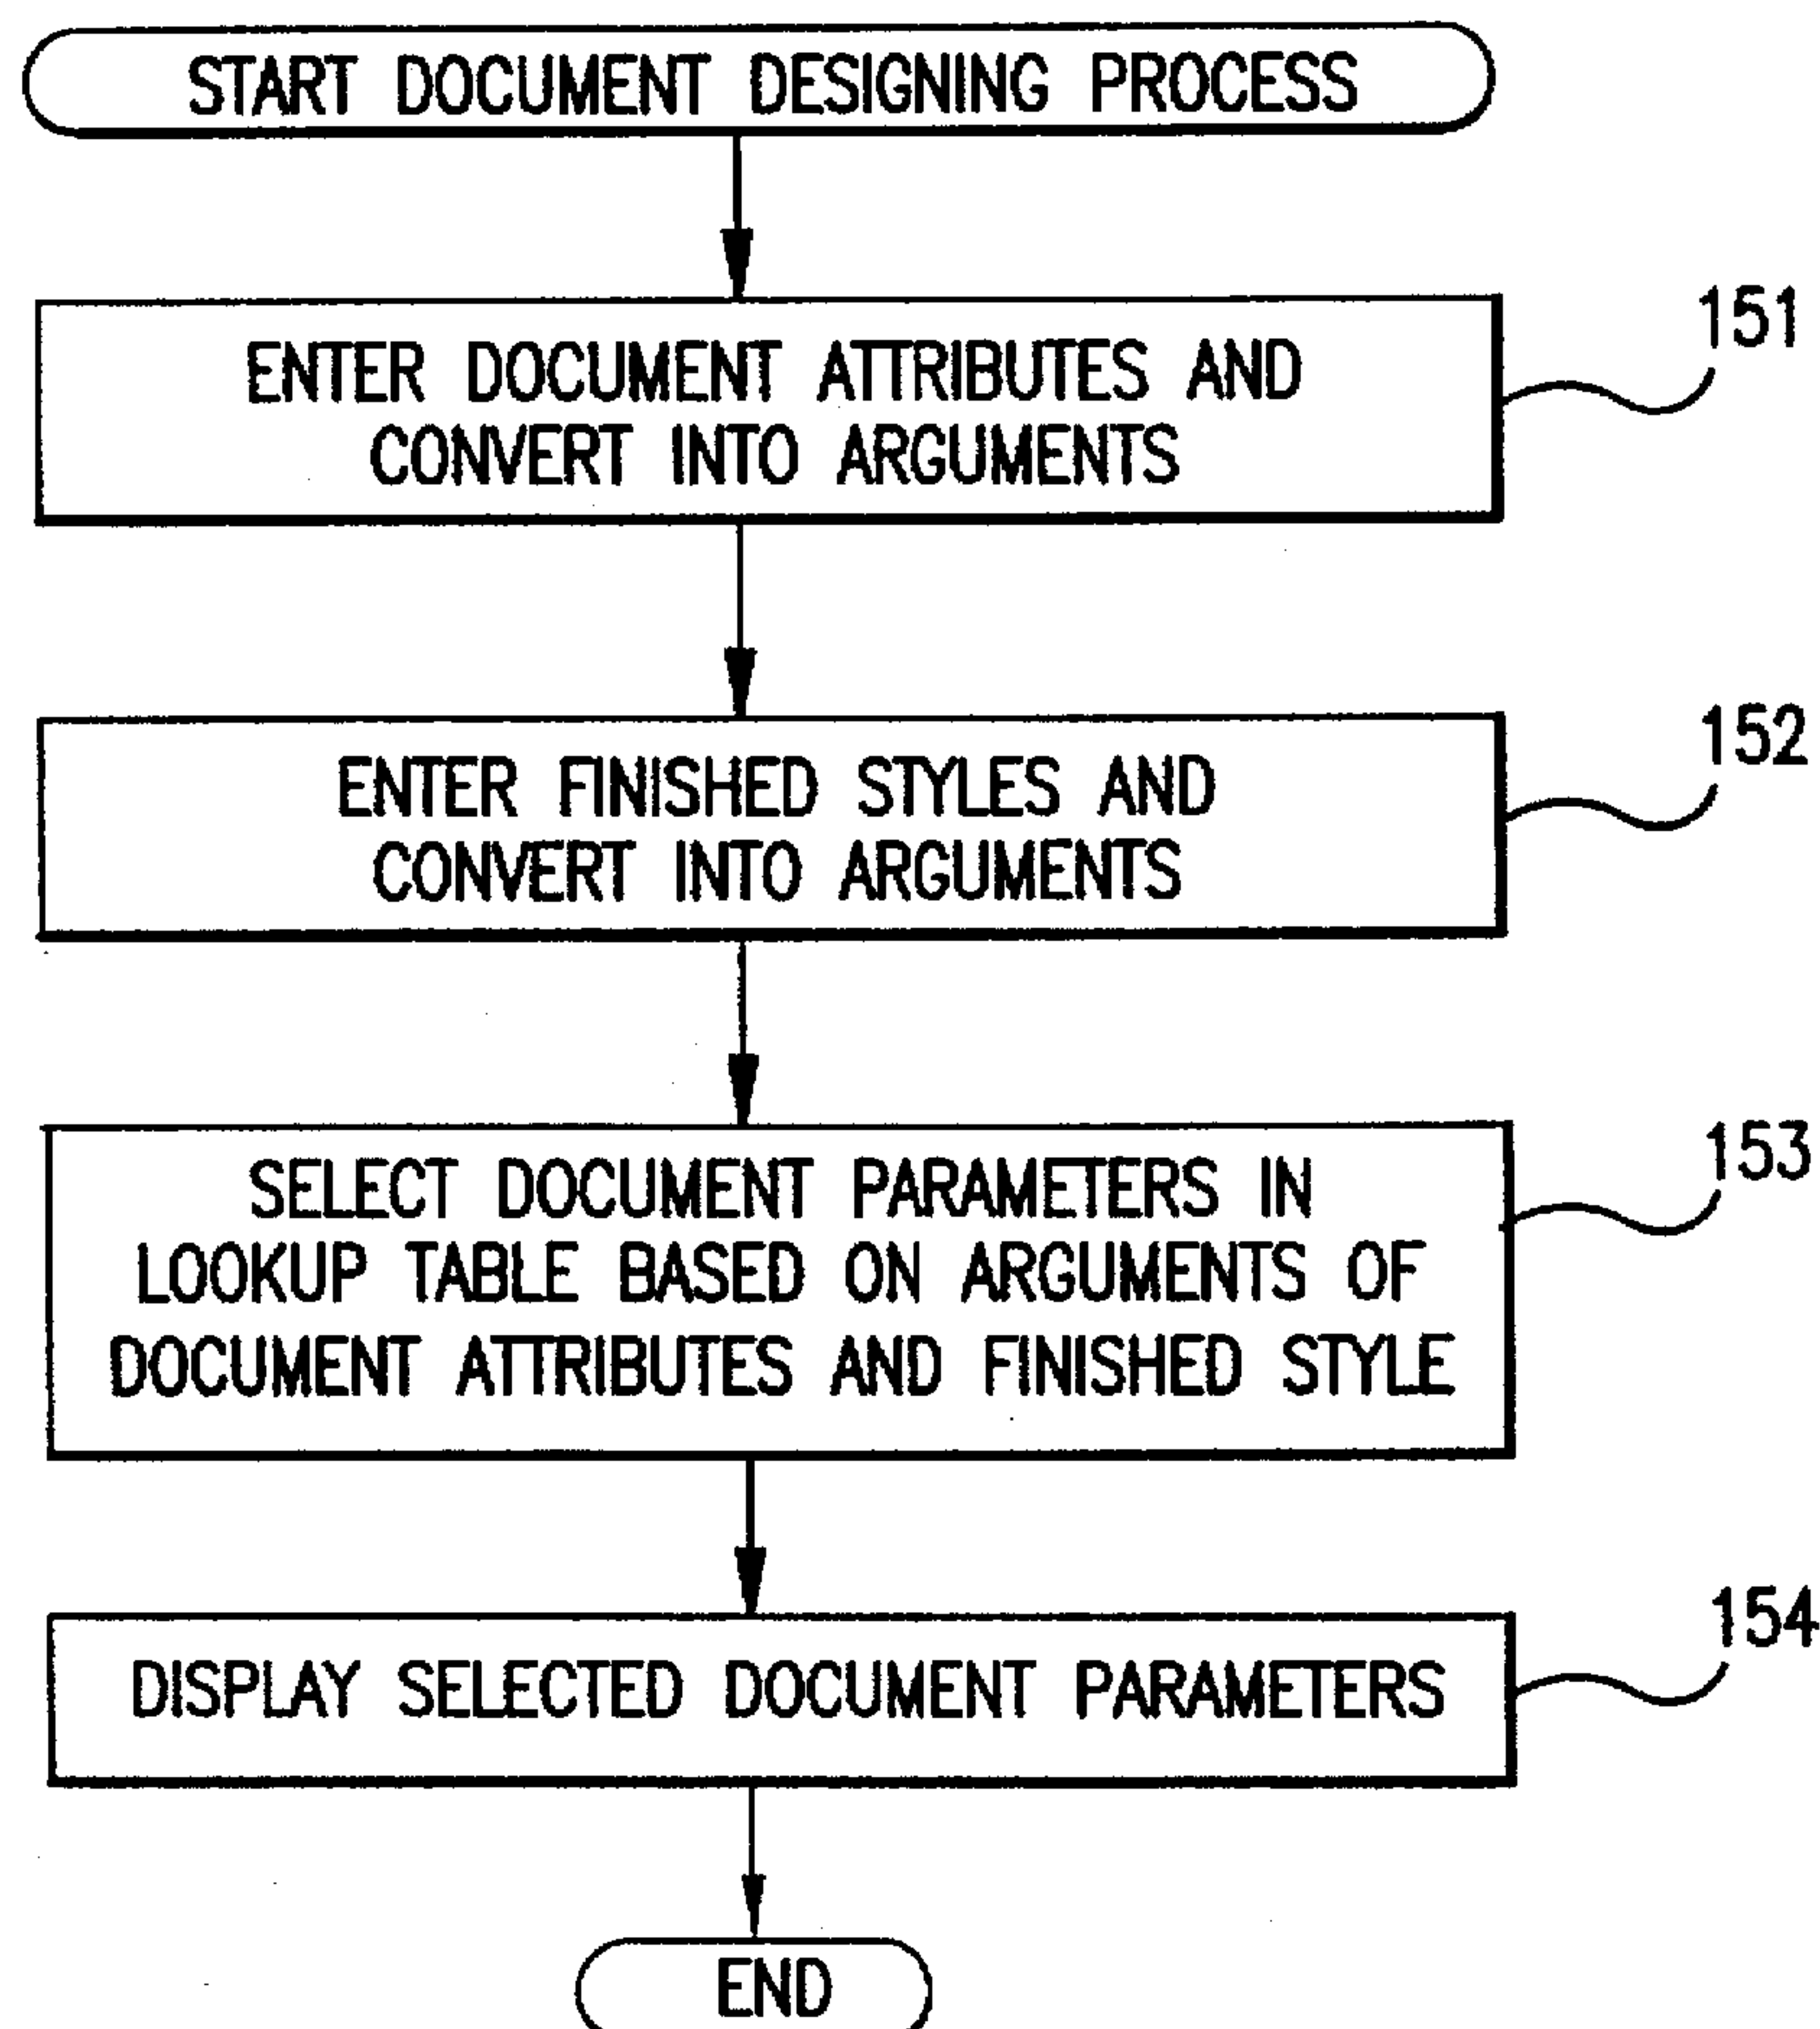 START DOCUMENT DESIGNING PROCESS
151
ENTER DOCUMENT ATTRIBUTES AND
CONVERT INTO ARGUMENTS
152
ENTER FINISHED STYLES AND
CONVERT INTO ARGUMENTS
153
SELECT DOCUMENT PARAMETERS IN
LOOKUP TABLE BASED ON ARGUMENTS OF
DOCUMENT ATTRIBUTES AND FINISHED STYLE
154
DISPLAY SELECTED DOCUMENT PARAMETERS
END